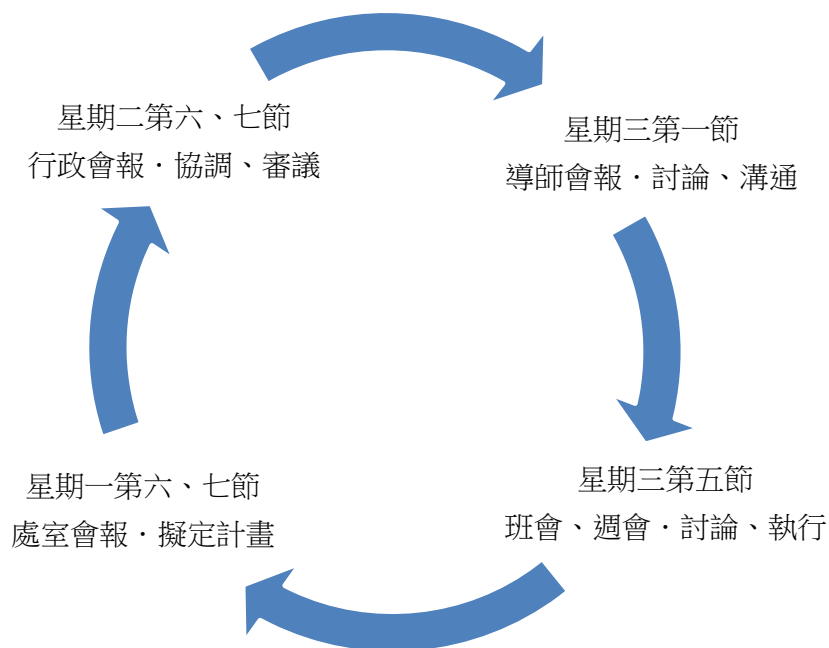 星期二第六、七節
行政會報．協調、審議
星期三第一節
導師會報．討論、溝通
星期三第五節
班會、週會．討論、執行
星期一第六、七節
處室會報．擬定計畫